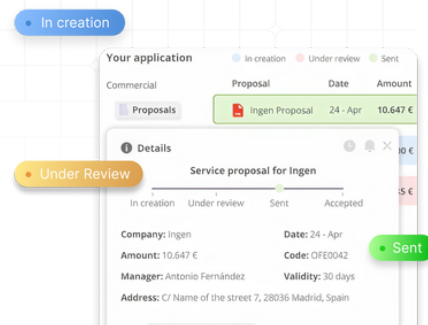 In creation
Your application
In creation
Under review
Sent
Commercial
Proposal
Date
Amount
Proposals
Ingen Proposal
24 - Apr
10.647 €
Details
Service proposal for Ingen
In creation
Under review
Sent
Accepted
Under Review
Company: Ingen
Date: 24 - Apr
Sent
Amount: 10.647 €
Code: OFE0042
Manager: Antonio Fernández
Validity: 30 days
Address: C/ Name of the street 7, 28036 Madrid, Spain